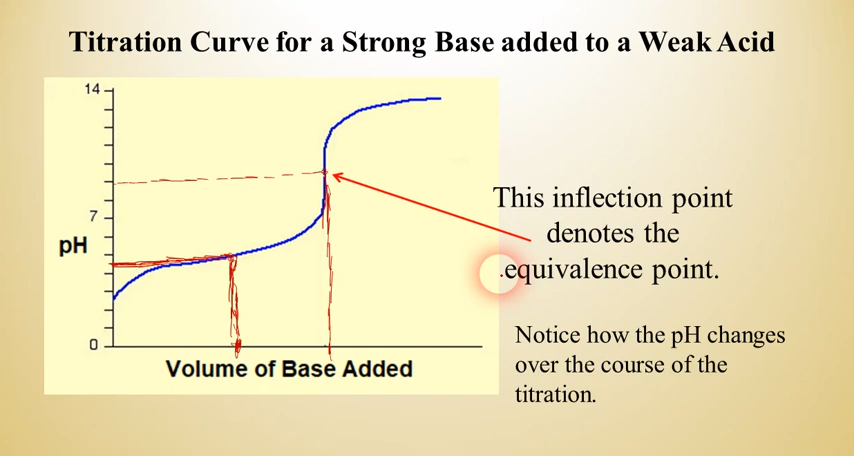 Titration Curve for a Strong Base added to a Weak Acid
14
7
pH
0
Volume of Base Added
This inflection point
denotes the
equivalence point.
Notice how the pH changes
over the course of the
titration.